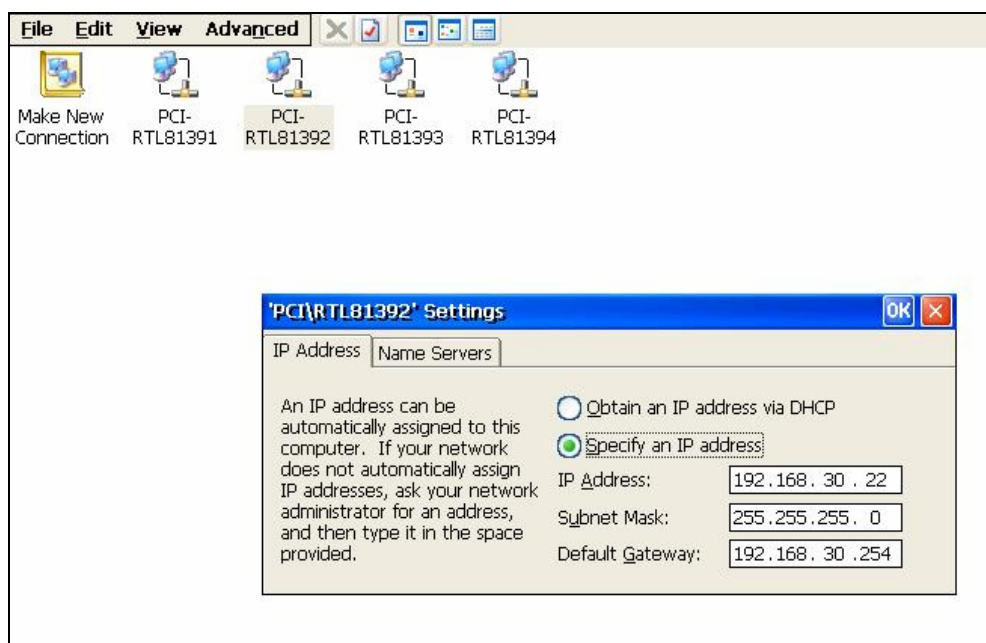 File Edit View Advanced
Make New Connection
PCI-RTL81391
PCI-RTL81392
PCI-RTL81393
PCI-RTL81394
'PCI\RTL81392' Settings
OK
IP Address
Name Servers
An IP address can be
automatically assigned to this
computer. If your network
does not automatically assign
IP addresses, ask your network
administrator for an address,
and then type it in the space
provided.
Obtain an IP address via DHCP
Specify an IP address
IP Address: 192.168. 30 . 22
Subnet Mask: 255.255.255. 0
Default Gateway: 192.168. 30 .254